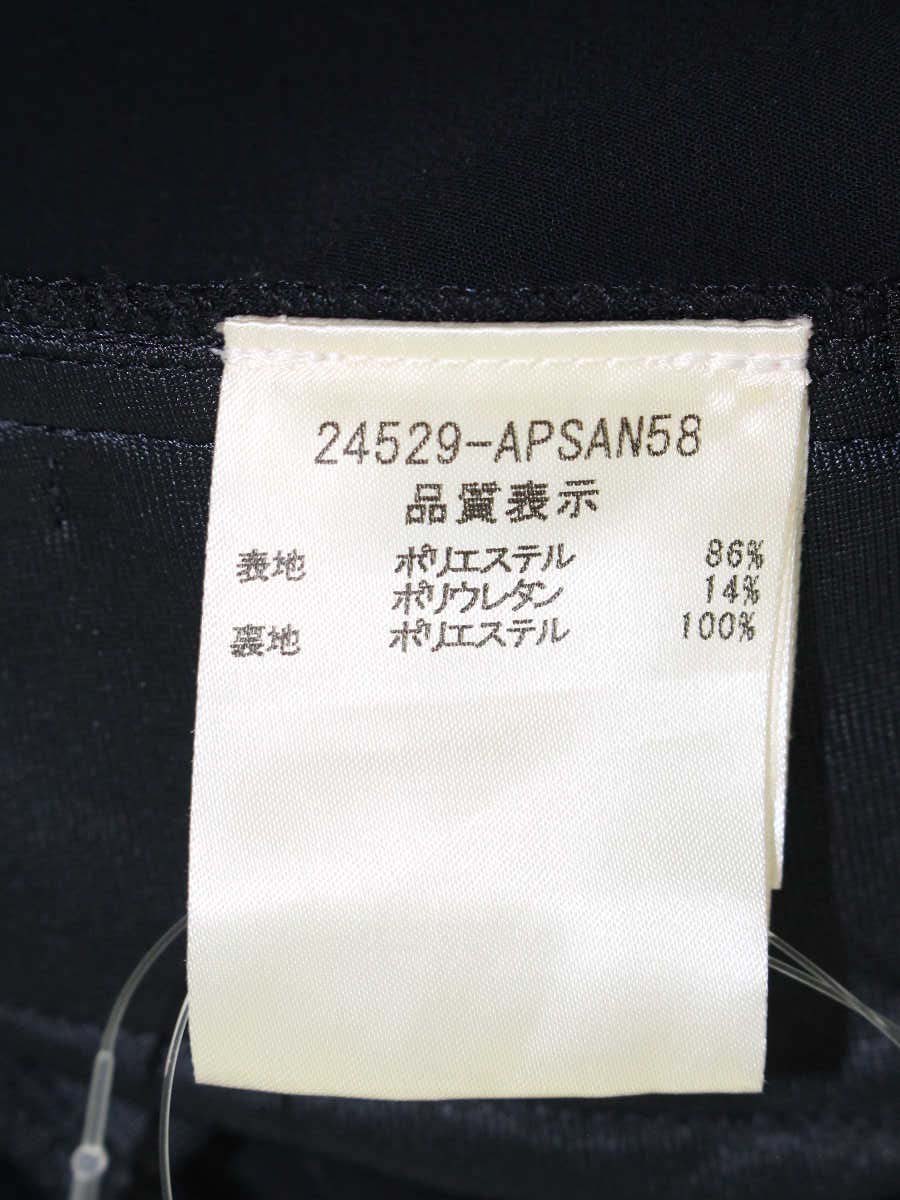 24529-APSAN58
品質表示
表地 ポリエステル 86%
ポリウレタン 14%
裏地 ポリエステル 100%